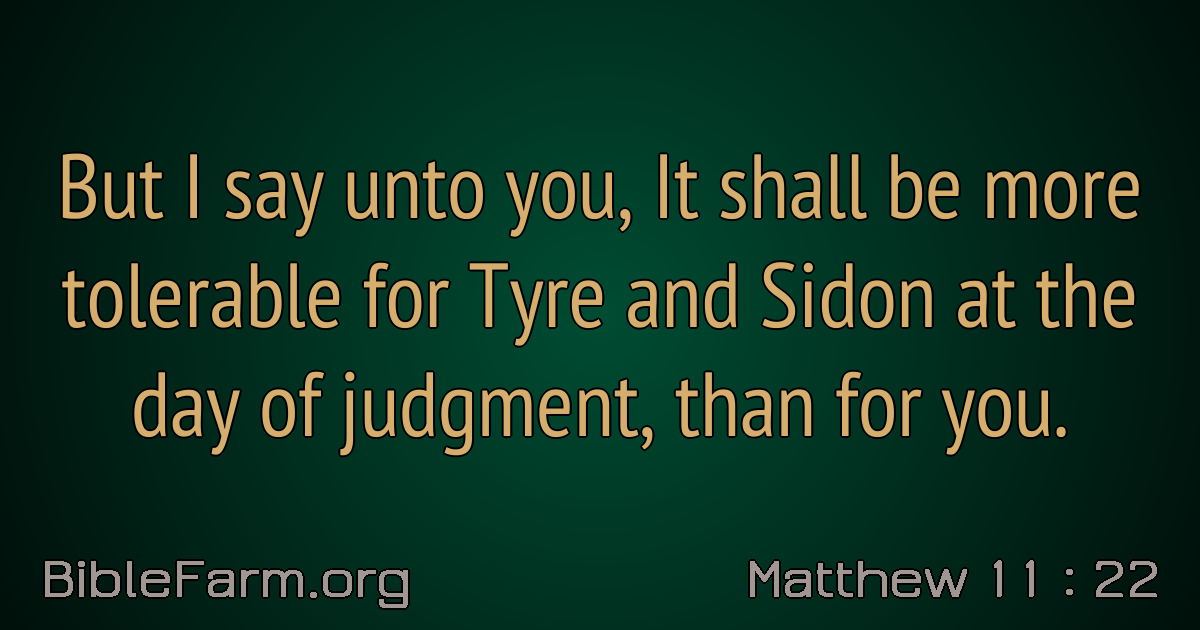 But I say unto you, It shall be more
tolerable for Tyre and Sidon at the
day of judgment, than for you.
BibleFarm.org
Matthew 11 : 22